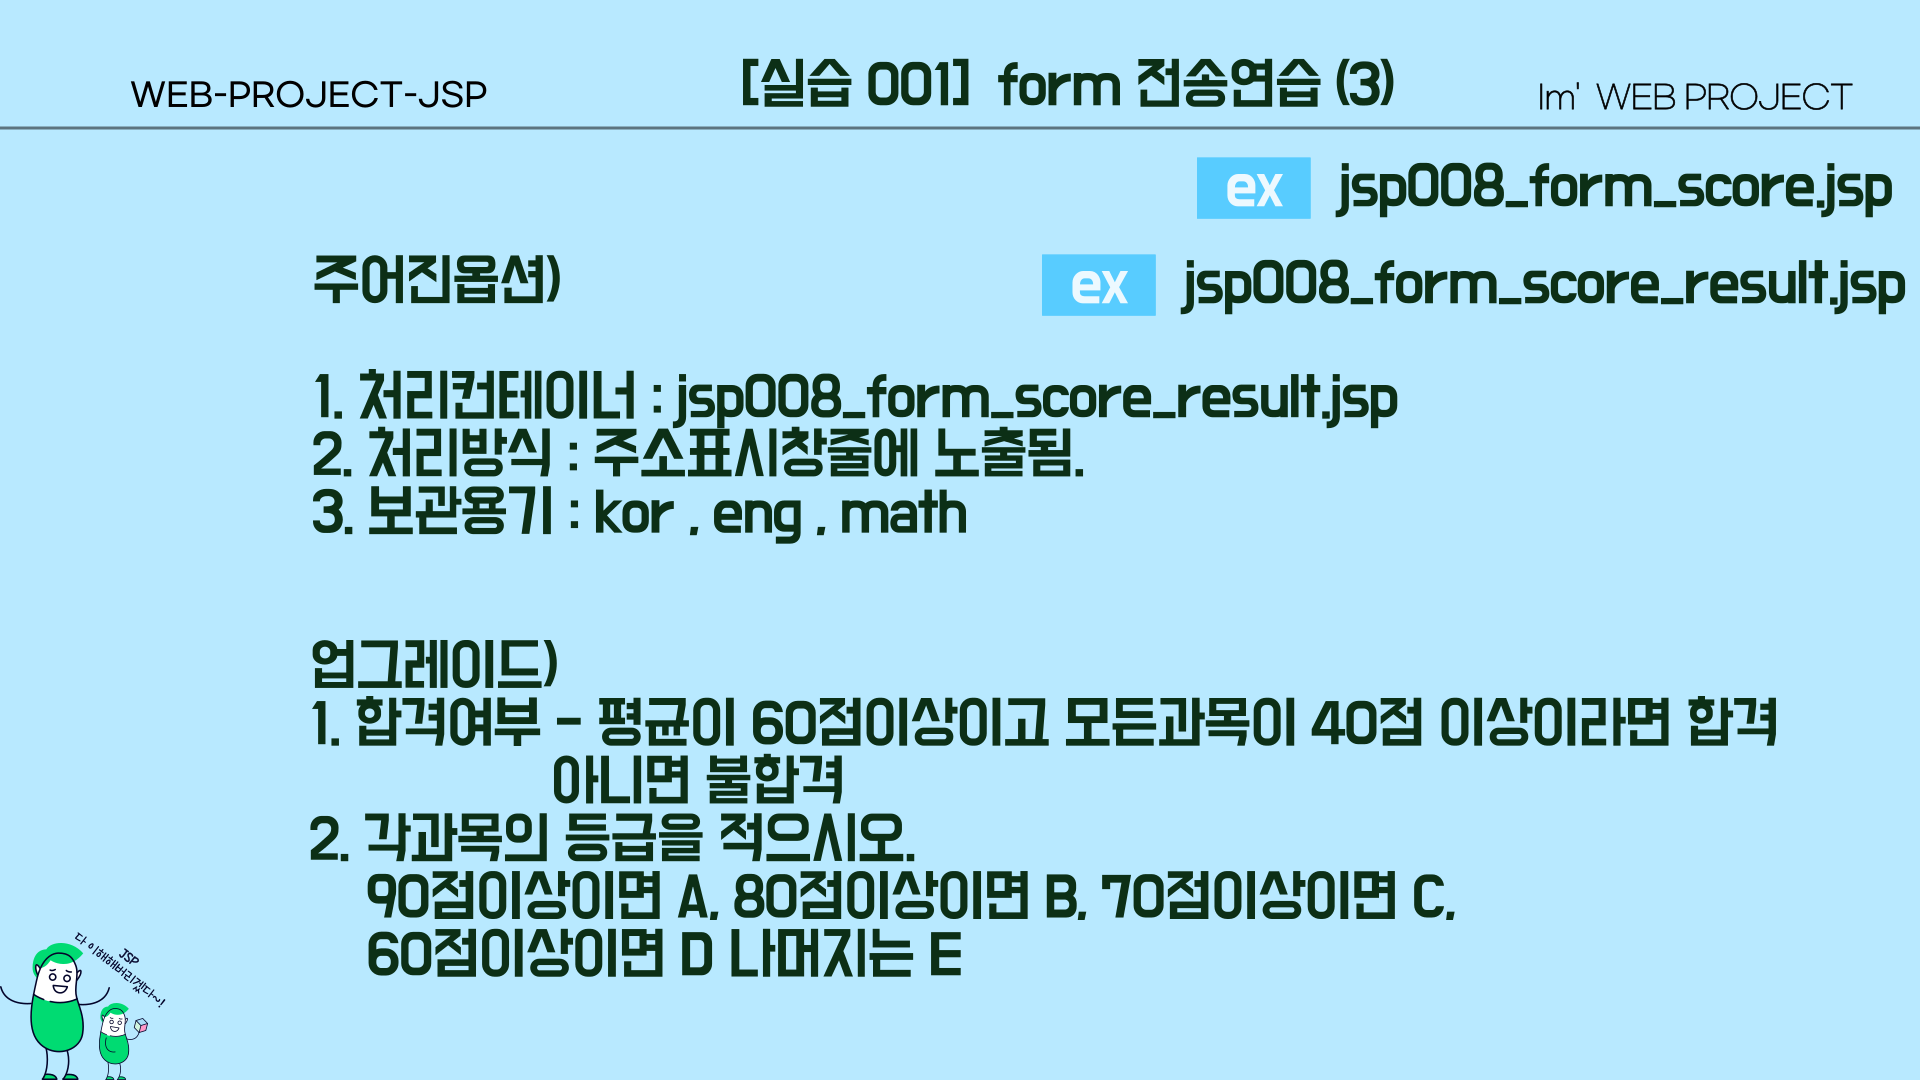 WEB-PROJECT-JSP
[실습 001] form 전송연습 (3)
Im' WEB PROJECT
ex jsp008_form_score.jsp
주어진옵션)
ex jsp008_form_score_result.jsp
1. 처리컨테이너 : jsp008_form_score_result.jsp
2. 처리방식 : 주소표시창줄에 노출됨.
3. 보관용기 : kor , eng , math
업그레이드)
1. 합격여부 - 평균이 60점이상이고 모든과목이 40점 이상이라면 합격
아니면 불합격
2. 각과목의 등급을 적으시오.
90점이상이면 A, 80점이상이면 B, 70점이상이면 C,
60점이상이면 D 나머지는 E
JSP
다 이해해버리겠다~!